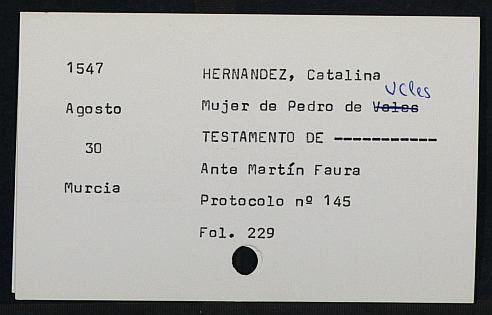 1547
HERNANDEZ, Catalina
Ucles
Agosto
Mujer de Pedro de Veles
TESTAMENTO DE -----------
30
Ante Martín Faura
Murcia
Protocolo nº 145
Fol. 229